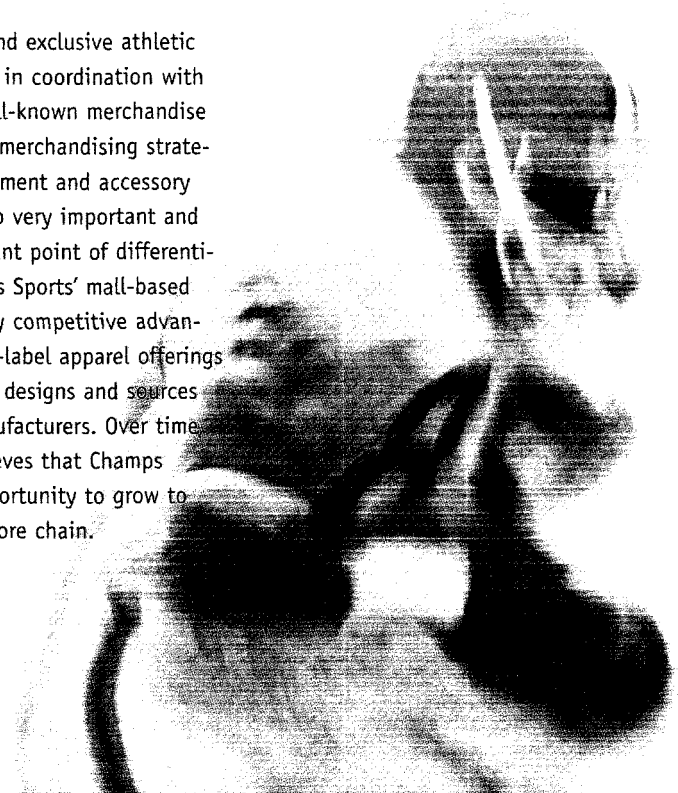 nd exclusive athletic
in coordination with
ll-known merchandise
merchandising strate-
ment and accessory
o very important and
nt point of differenti-
s Sports' mall-based
y competitive advan-
-label apparel offerings
designs and sources
ufacturers. Over time
eves that Champs
ortunity to grow to
ore chain.